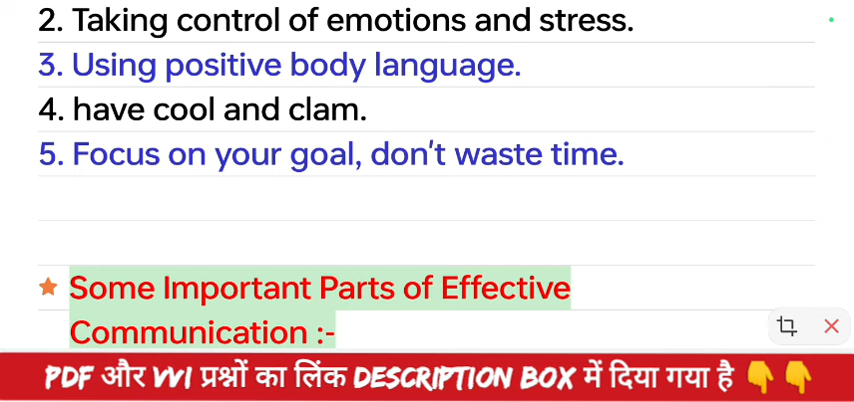 2. Taking control of emotions and stress.
3. Using positive body language.
4. have cool and clam.
5. Focus on your goal, don't waste time.
Some Important Parts of Effective
Communication :-
PDF और VVI प्रश्नों का लिंक DESCRIPTION BOX में दिया गया है